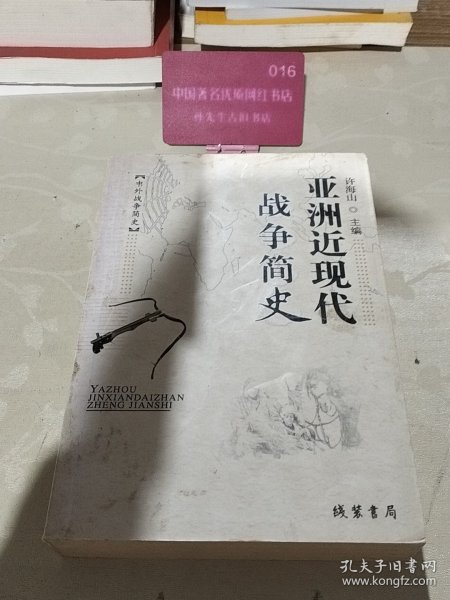 016
中国著名优质网红书店
孙先生古旧书店
【中外战争简史】
许海山 ⊙ 主编
亚洲近现代
战争简史
YAZHOU
JINXIANDAIZHAN
ZHENG JIANSHI
线装书局
孔夫子旧书网
www.kongfz.com